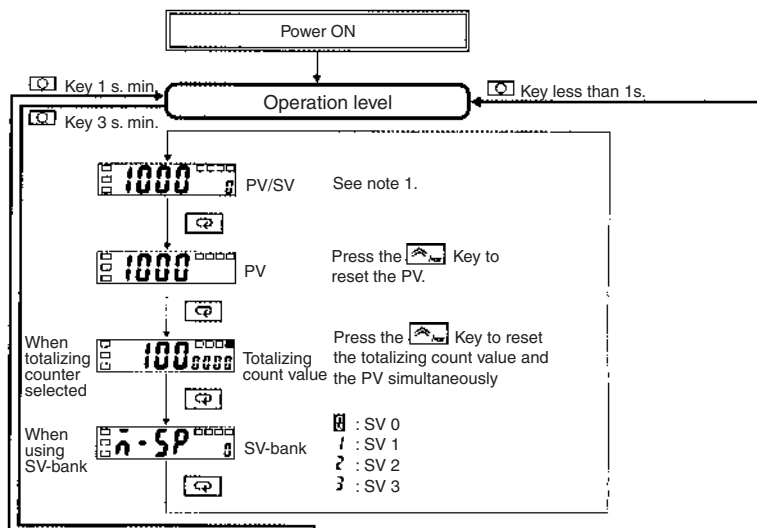 Power ON
Key 1 s. min.
Operation level
Key less than 1s.
Key 3 s. min.
1000 0
PV/SV
See note 1.
1000
PV
Press the Key to
reset the PV.
When
totalizing
counter
selected
100 0000
Totalizing
count value
Press the Key to reset
the totalizing count value and
the PV simultaneously
When
using
SV-bank
ñ-SP 0
SV-bank
0 : SV 0
1 : SV 1
2 : SV 2
3 : SV 3